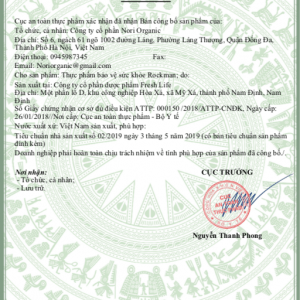 Cục an toàn thực phẩm xác nhận đã nhận Bản công bố sản phẩm của:
Tổ chức, cá nhân: Công ty cổ phần Nori Organic
Địa chỉ: Số 6, ngách 61 ngõ 1002 đường Láng, Phường Láng Thượng, Quận Đống Đa,
Thành Phố Hà Nội, Việt Nam
Điện thoại: 0945987345 Fax:
Email: Noriorganic@gmail.com
Cho sản phẩm: Thực phẩm bảo vệ sức khỏe Rockman; do:
Sản xuất tại: Công ty cổ phần dược phẩm Fresh Life
Địa chỉ: Một phần lô D, khu công nghiệp Hòa Xá, xã Mỹ Xá, thành phố Nam Định, Nam
Định
Số Giấy chứng nhận cơ sở đủ điều kiện ATTP: 000150 /2018/ATTP-CNĐK, Ngày cấp:
26/01/2018/ Nơi cấp: Cục an toàn thực phẩm - Bộ Y tế
Nước xuất xứ: Việt Nam sản xuất, phù hợp:
Tiêu chuẩn nhà sản xuất số 02/2019 ngày 3 tháng 5 năm 2019 (có bản tiêu chuẩn sản phẩm
đính kèm)
Doanh nghiệp phải hoàn toàn chịu trách nhiệm về tính phù hợp của sản phẩm đã công bố./.
Nơi nhận:
CỤC TRƯỞNG
- Tổ chức, cá nhân;
- Lưu trữ.
CỤC
AN TOÀN
Nguyễn Thanh Phong